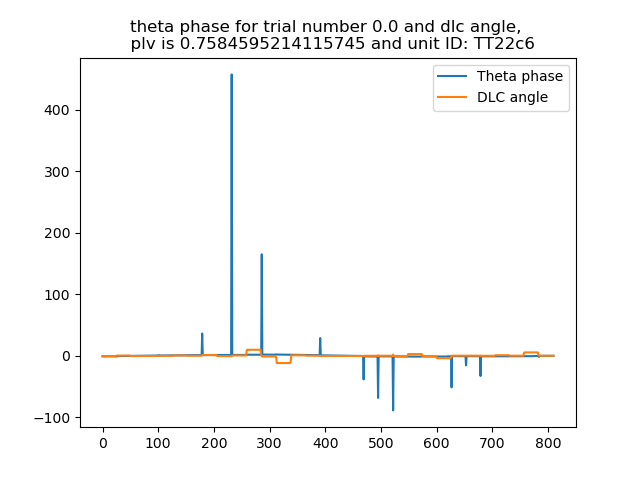 theta phase for trial number 0.0 and dlc angle,
plv is 0.7584595214115745 and unit ID: TT22c6
Theta phase
DLC angle
400
300
200
100
0
−100
0 100 200 300 400 500 600 700 800